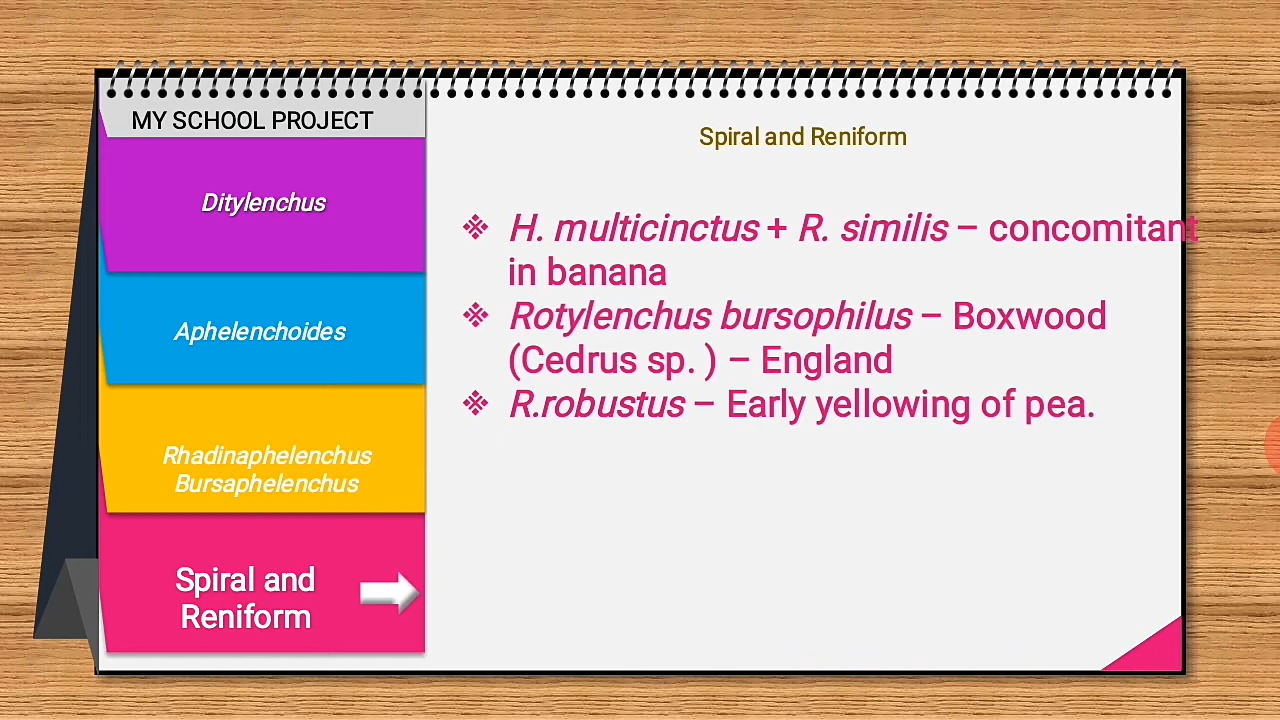 MY SCHOOL PROJECT
Ditylenchus
Aphelenchoides
Rhadinaphelenchus
Bursaphelenchus
Spiral and
Reniform
Spiral and Reniform
❖ H. multicinctus + R. similis – concomitant
in banana
❖ Rotylenchus bursophilus – Boxwood
(Cedrus sp. ) – England
❖ R.robustus – Early yellowing of pea.